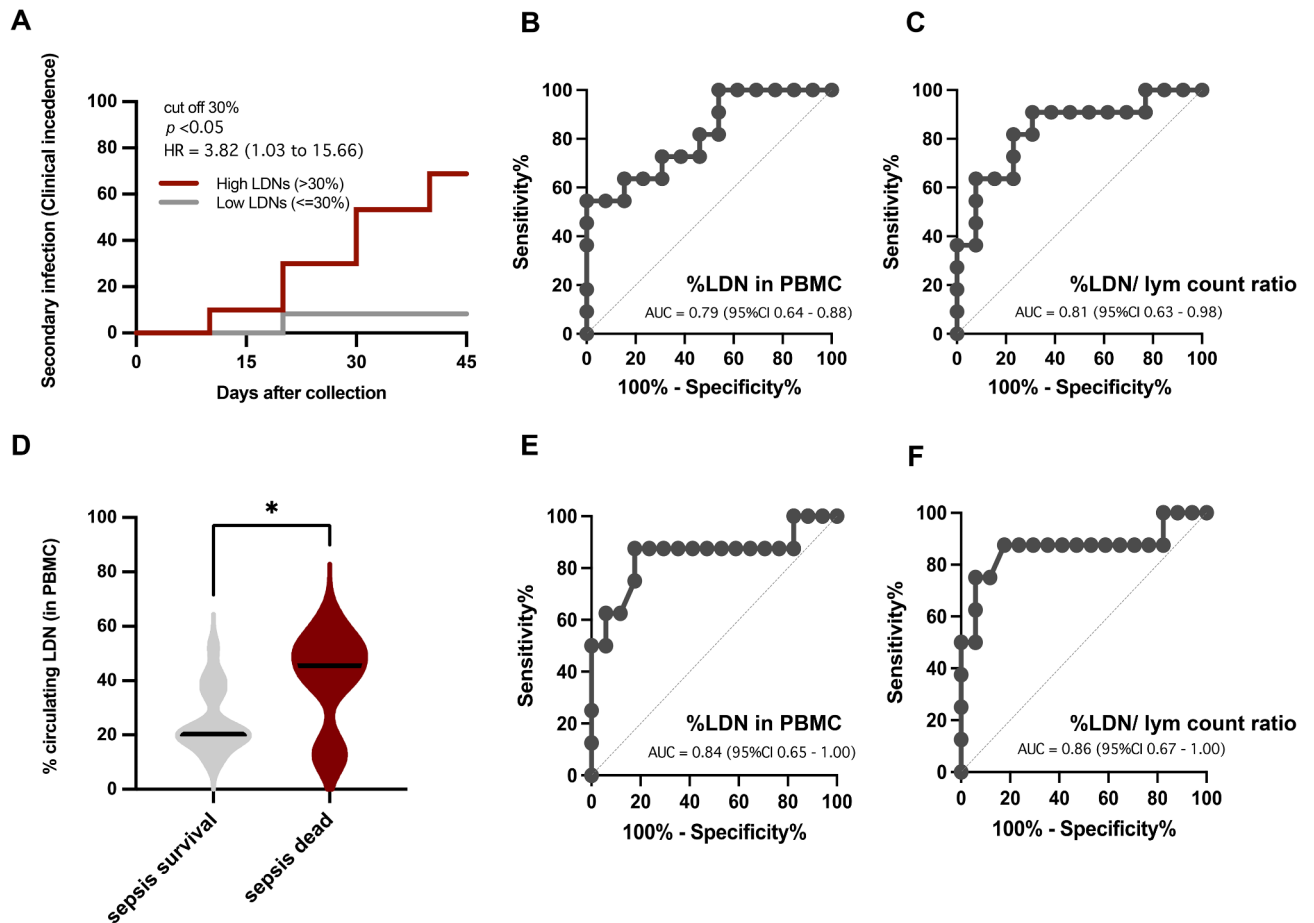 A
Secondary infection (Clinical incedence)
100
80
60
40
20
0
cut off 30%
p <0.05
HR = 3.82 (1.03 to 15.66)
High LDNs (>30%)
Low LDNs (<=30%)
0
15
30
45
Days after collection
B
Sensitivity%
100
80
60
40
20
0
%LDN in PBMC
AUC = 0.79 (95%CI 0.64 - 0.88)
0
20
40
60
80
100
100% - Specificity%
C
Sensitivity%
100
80
60
40
20
0
%LDN/ lym count ratio
AUC = 0.81 (95%CI 0.63 - 0.98)
0
20
40
60
80
100
100% - Specificity%
D
% circulating LDN (in PBMC)
100
80
60
40
20
0
*
sepsis survival
sepsis dead
E
Sensitivity%
100
80
60
40
20
0
%LDN in PBMC
AUC = 0.84 (95%CI 0.65 - 1.00)
0
20
40
60
80
100
100% - Specificity%
F
Sensitivity%
100
80
60
40
20
0
%LDN/ lym count ratio
AUC = 0.86 (95%CI 0.67 - 1.00)
0
20
40
60
80
100
100% - Specificity%